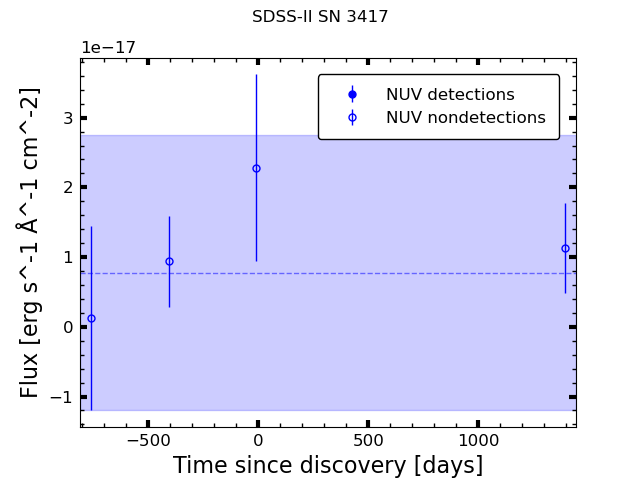 SDSS-II SN 3417
1e−17
NUV detections
NUV nondetections
3
2
1
0
−1
Flux [erg s^-1 Å^-1 cm^-2]
−500
0
500
1000
Time since discovery [days]